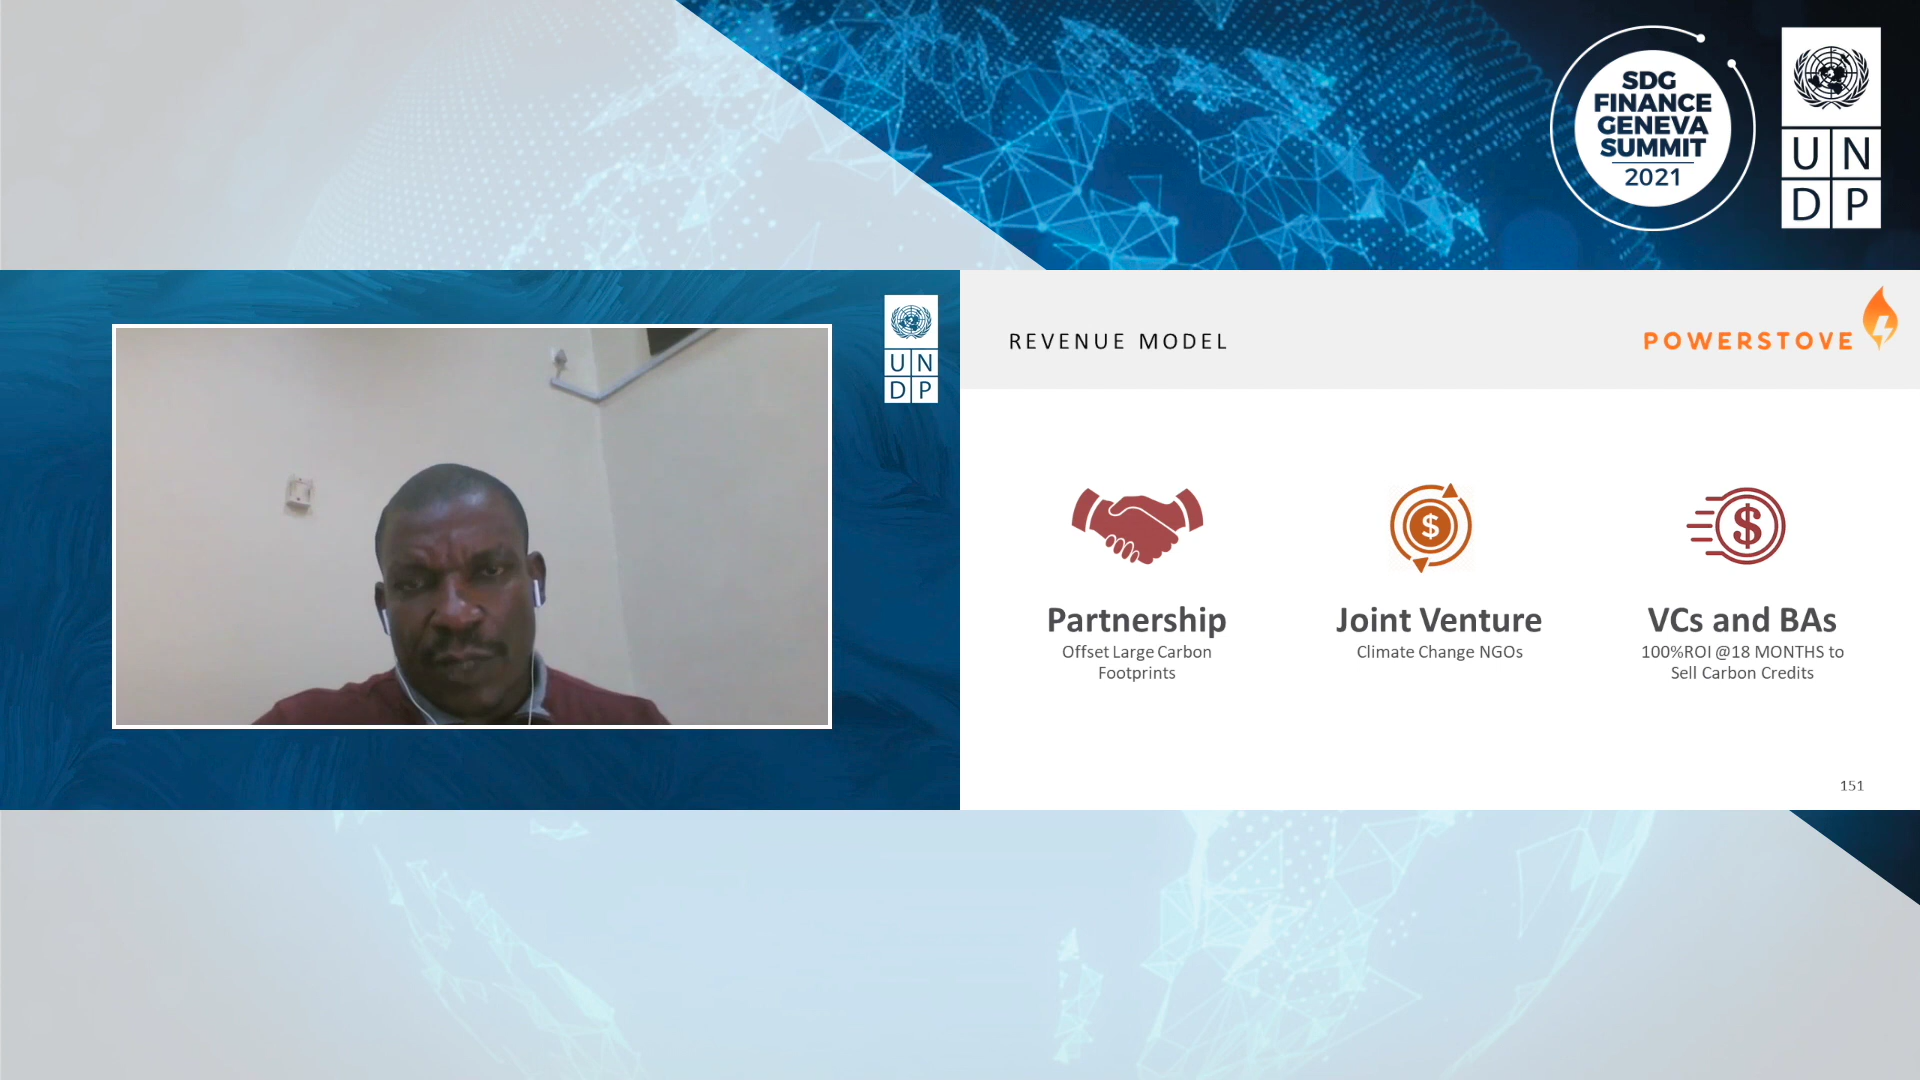 SDG
FINANCE
GENEVA
SUMMIT
2021
U N
D P
U N
D P
REVENUE MODEL
POWERSTOVE
$
$
Partnership
Offset Large Carbon
Footprints
Joint Venture
Climate Change NGOs
VCs and BAs
100%ROI @18 MONTHS to
Sell Carbon Credits
151